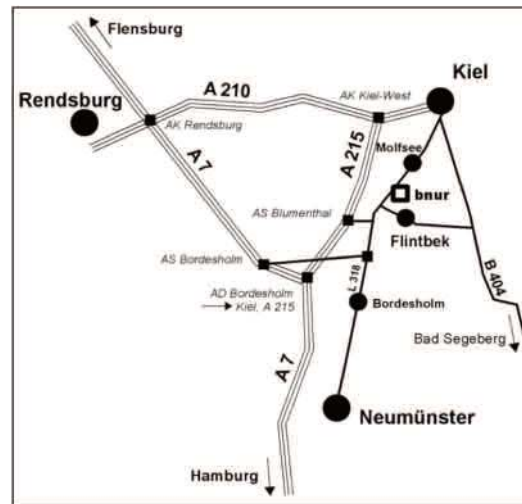 Flensburg
Kiel
A 210
AK Kiel-West
Rendsburg
AK Rendsburg
Molfsee
A 7
A 215
bnur
AS Blumenthal
Flintbek
AS Bordesholm
L 318
B 404
AD Bordesholm
Kiel, A 215
Bordesholm
Bad Segeberg
A 7
Neumünster
Hamburg